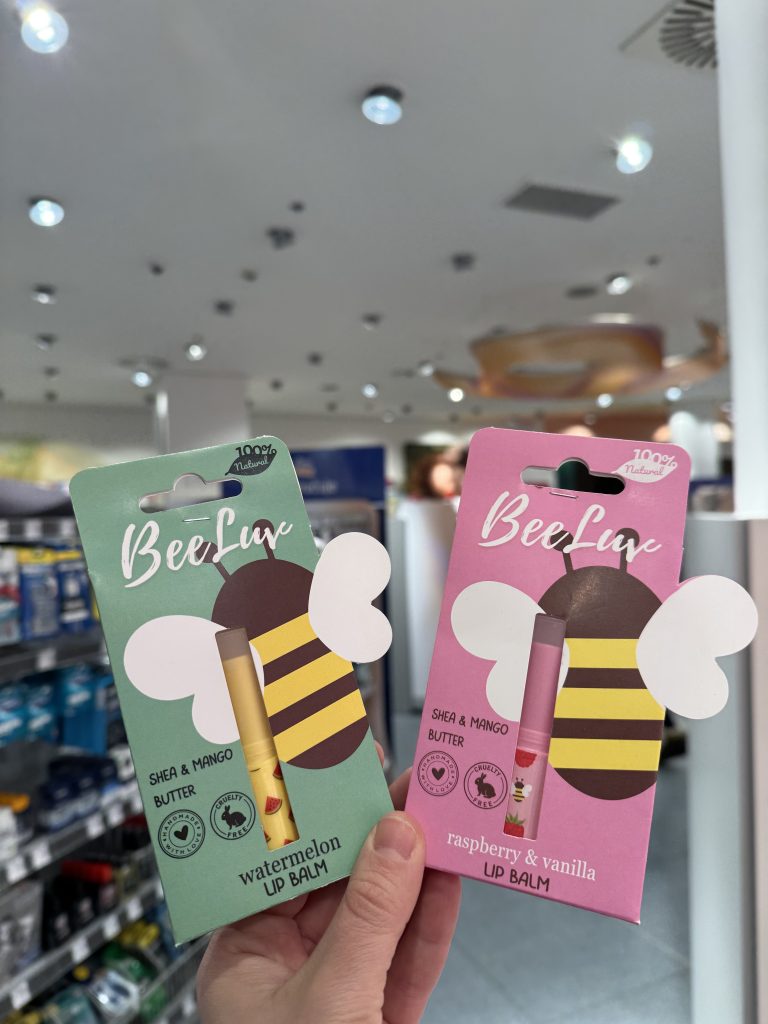 100%
Natural
BeeLuv
SHEA & MANGO
BUTTER
HANDMADE
WITH LOVE
CRUELTY
FREE
watermelon
LIP BALM
100%
Natural
BeeLuv
SHEA & MANGO
BUTTER
HANDMADE
WITH LOVE
CRUELTY
FREE
raspberry & vanilla
LIP BALM